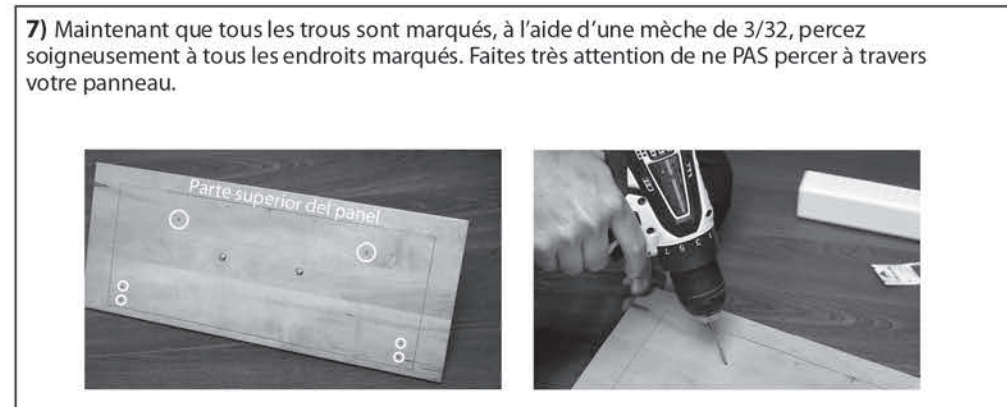 7) Maintenant que tous les trous sont marqués, à l'aide d'une mèche de 3/32, percez
soigneusement à tous les endroits marqués. Faites très attention de ne PAS percer à travers
votre panneau.
Parte superior del panel